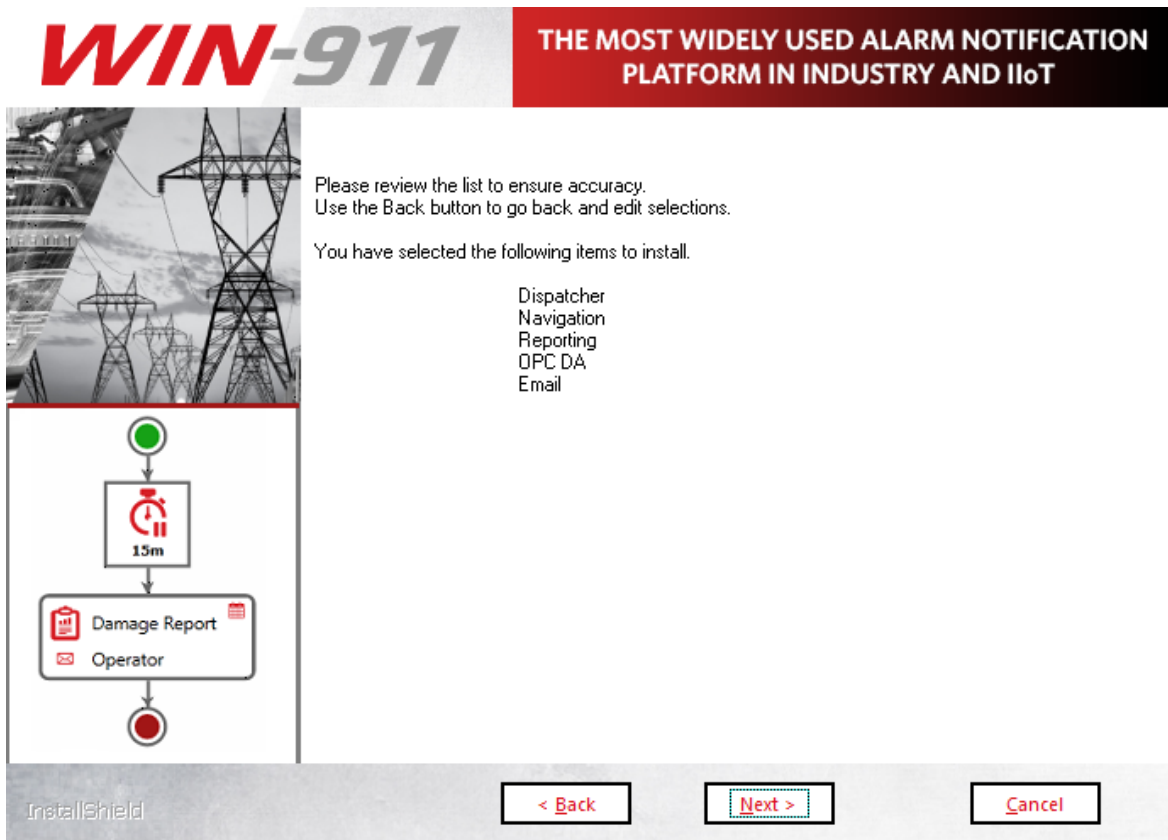 WIN-911
THE MOST WIDELY USED ALARM NOTIFICATION
PLATFORM IN INDUSTRY AND IIoT
Please review the list to ensure accuracy.
Use the Back button to go back and edit selections.
You have selected the following items to install.
Dispatcher
Navigation
Reporting
OPC DA
Email
15m
Damage Report
Operator
InstallShield
< Back
Next >
Cancel